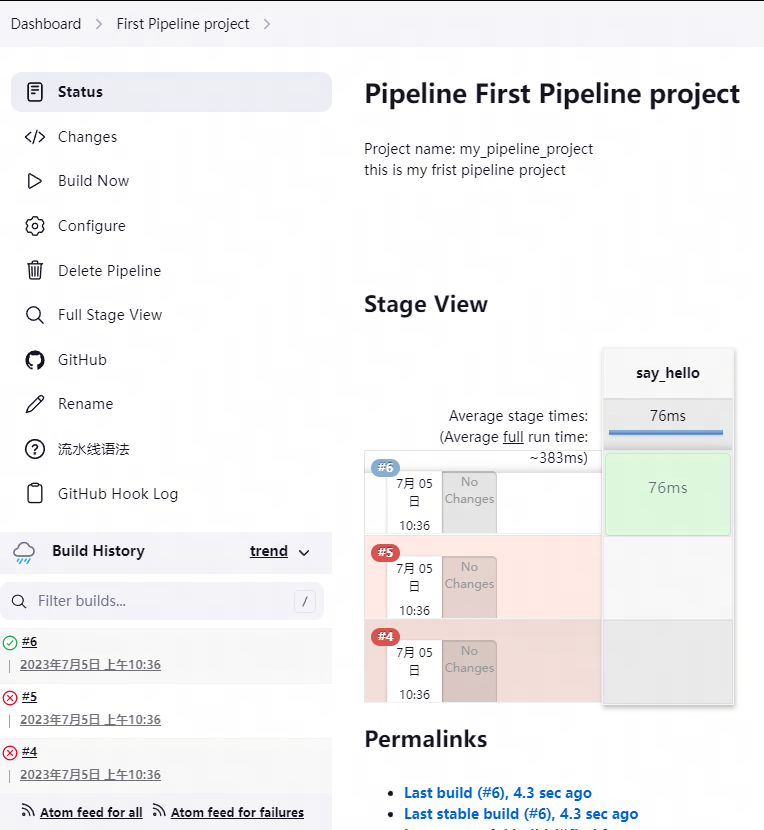 Dashboard
First Pipeline project
Status
Changes
Build Now
Configure
Delete Pipeline
Full Stage View
GitHub
Rename
流水线语法
GitHub Hook Log
Build History
trend
Filter builds...
/
#6
2023年7月5日 上午10:36
#5
2023年7月5日 上午10:36
#4
2023年7月5日 上午10:36
Atom feed for all
Atom feed for failures
Pipeline First Pipeline project
Project name: my_pipeline_project
this is my frist pipeline project
Stage View
say_hello
Average stage times:
(Average full run time:
~383ms)
76ms
#6
7月 05
日
10:36
No
Changes
76ms
#5
7月 05
日
10:36
No
Changes
#4
7月 05
日
10:36
No
Changes
Permalinks
Last build (#6), 4.3 sec ago
Last stable build (#6), 4.3 sec ago